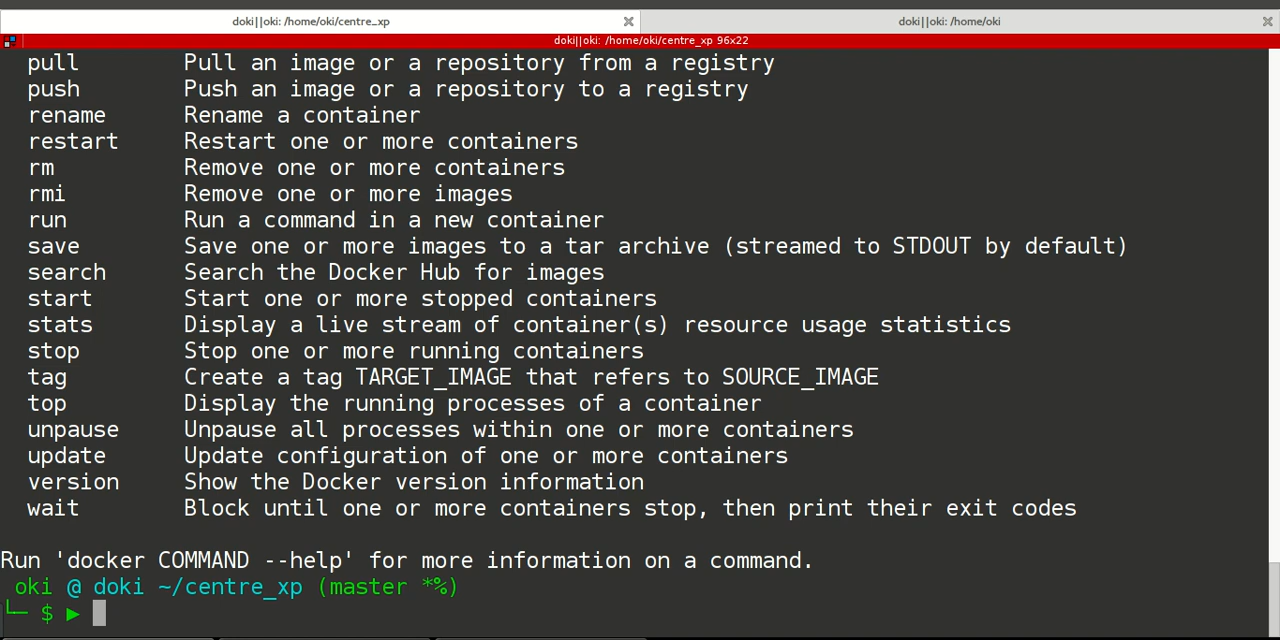 doki||oki: /home/oki/centre_xp
doki||oki: /home/oki
doki||oki: /home/oki/centre_xp 96x22
pull Pull an image or a repository from a registry
push Push an image or a repository to a registry
rename Rename a container
restart Restart one or more containers
rm Remove one or more containers
rmi Remove one or more images
run Run a command in a new container
save Save one or more images to a tar archive (streamed to STDOUT by default)
search Search the Docker Hub for images
start Start one or more stopped containers
stats Display a live stream of container(s) resource usage statistics
stop Stop one or more running containers
tag Create a tag TARGET_IMAGE that refers to SOURCE_IMAGE
top Display the running processes of a container
unpause Unpause all processes within one or more containers
update Update configuration of one or more containers
version Show the Docker version information
wait Block until one or more containers stop, then print their exit codes
Run 'docker COMMAND --help' for more information on a command.
oki @ doki ~/centre_xp (master *%)
└─ $ ▶